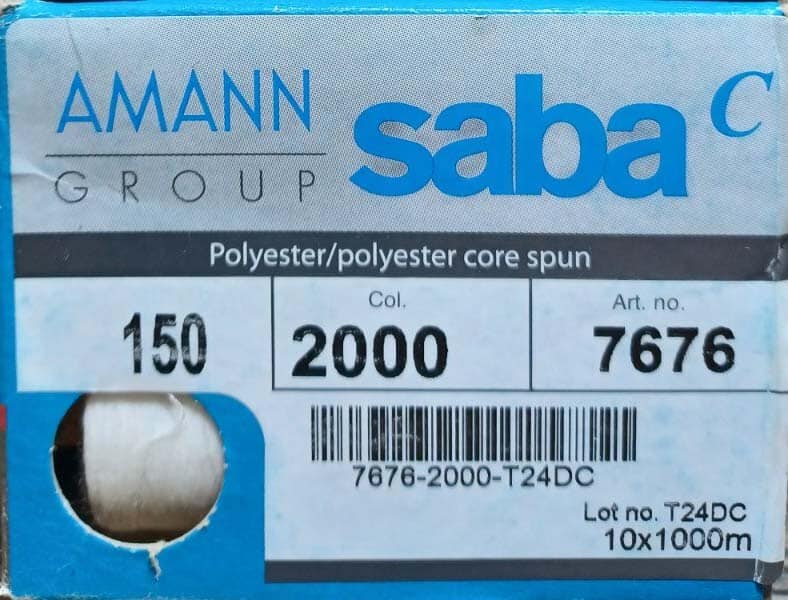 AMANN
GROUP
saba C
Polyester/polyester core spun
150
Col.
2000
Art. no.
7676
7676-2000-T24DC
Lot no. T24DC
10x1000m